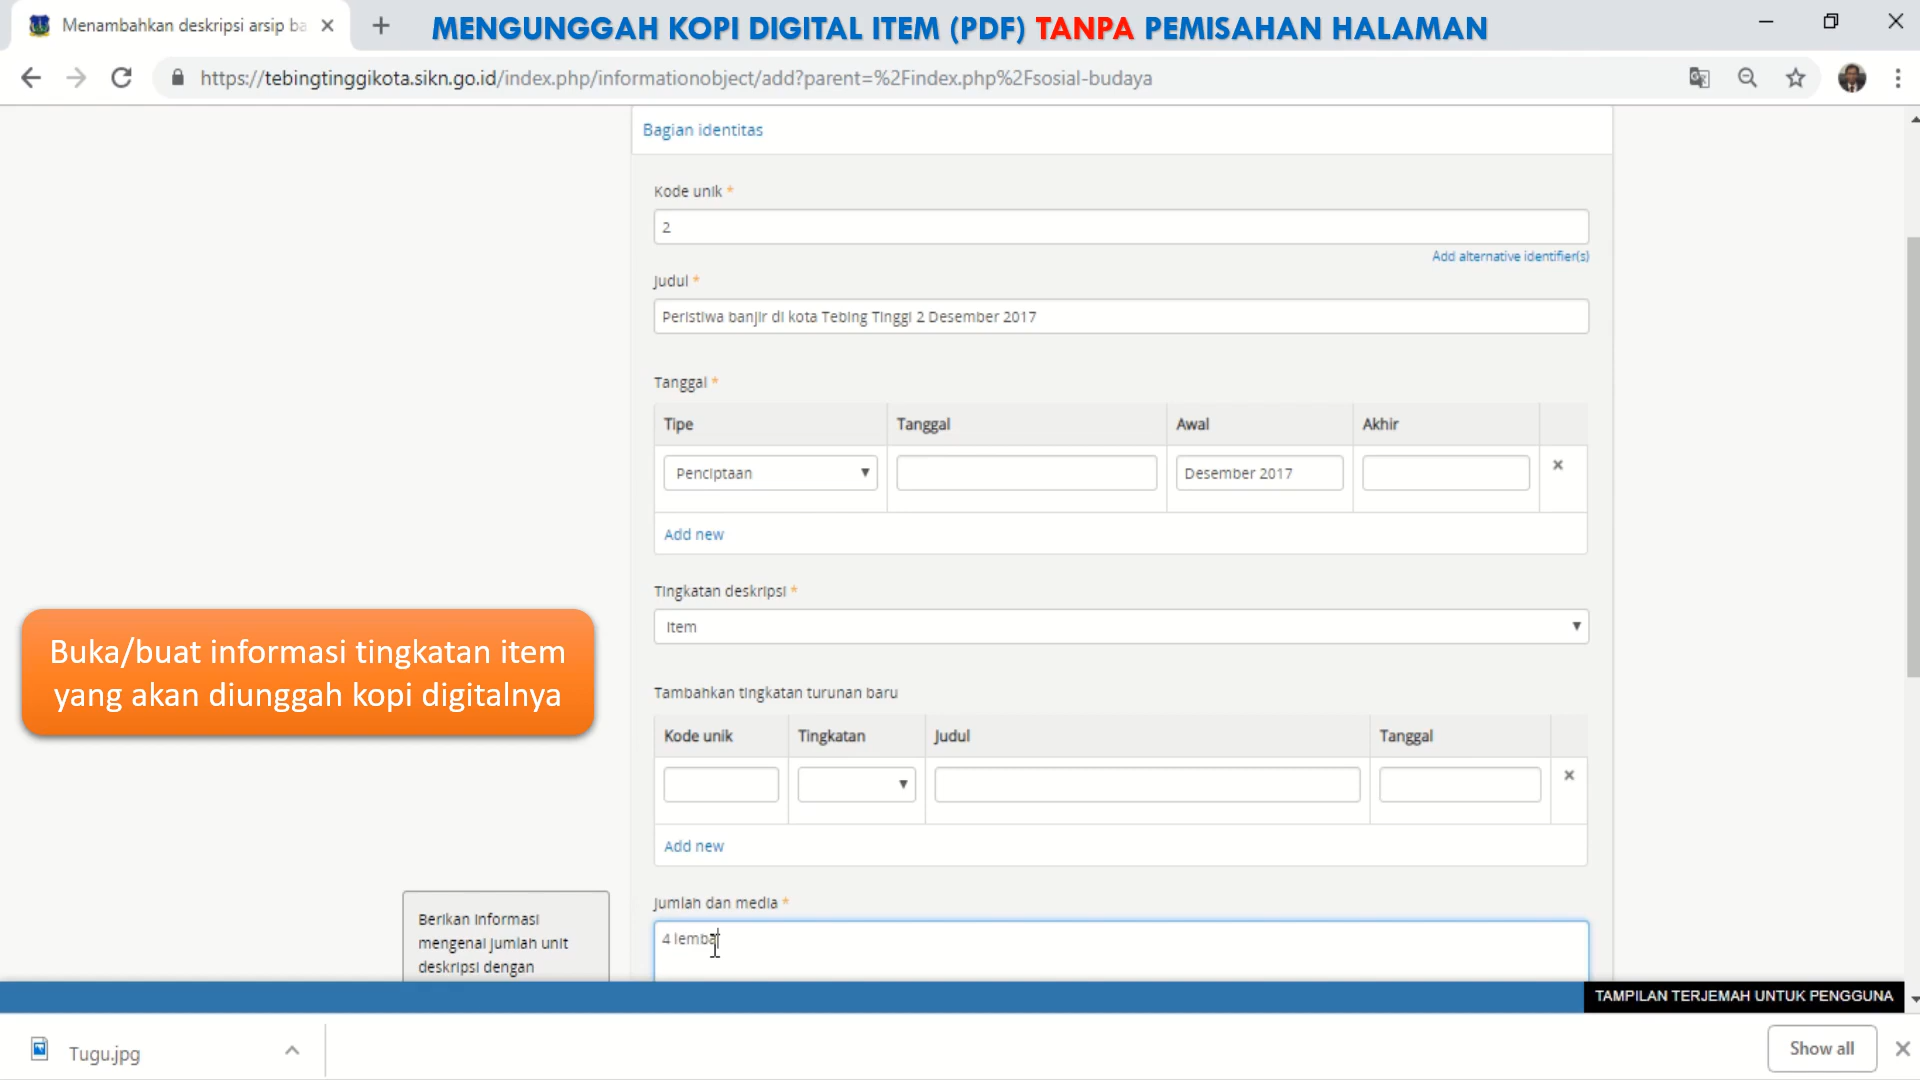 Menambahkan deskripsi arsip ba
MENGUNGGAH KOPI DIGITAL ITEM (PDF) TANPA PEMISAHAN HALAMAN
https://tebingtinggikota.sikn.go.id/index.php/informationobject/add?parent=%2Findex.php%2Fsosial-budaya
Bagian identitas
Kode unik *
2
Add alternative identifier(s)
Judul *
Peristiwa banjir di kota Tebing Tinggi 2 Desember 2017
Tanggal *
Tipe Tanggal Awal Akhir
Penciptaan Desember 2017
Add new
Tingkatan deskripsi *
Item
Buka/buat informasi tingkatan item
yang akan diunggah kopi digitalnya
Tambahkan tingkatan turunan baru
Kode unik Tingkatan Judul Tanggal
Add new
Jumlah dan media *
4 lemba
Berikan informasi
mengenai jumlah unit
deskripsi dengan
TAMPILAN TERJEMAH UNTUK PENGGUNA
Tugu.jpg
Show all